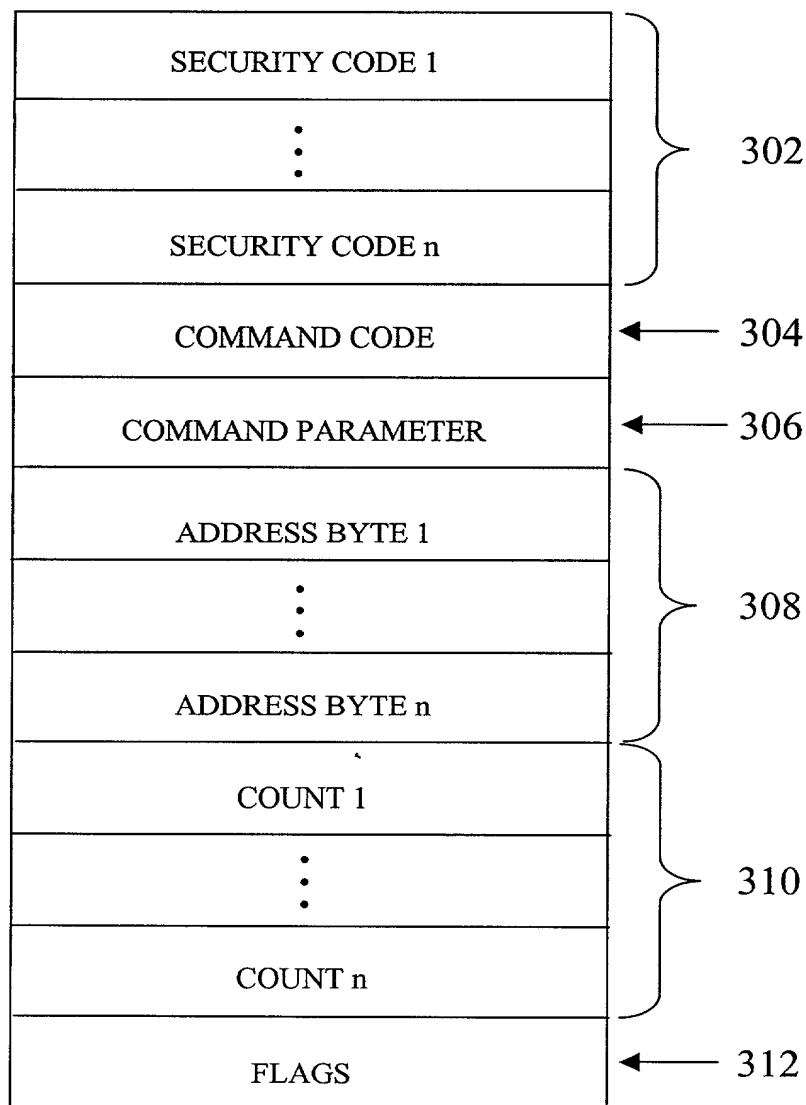 SECURITY CODE 1
302
SECURITY CODE n
COMMAND CODE
304
COMMAND PARAMETER
306
ADDRESS BYTE 1
308
ADDRESS BYTE n
COUNT 1
310
COUNT n
FLAGS
312